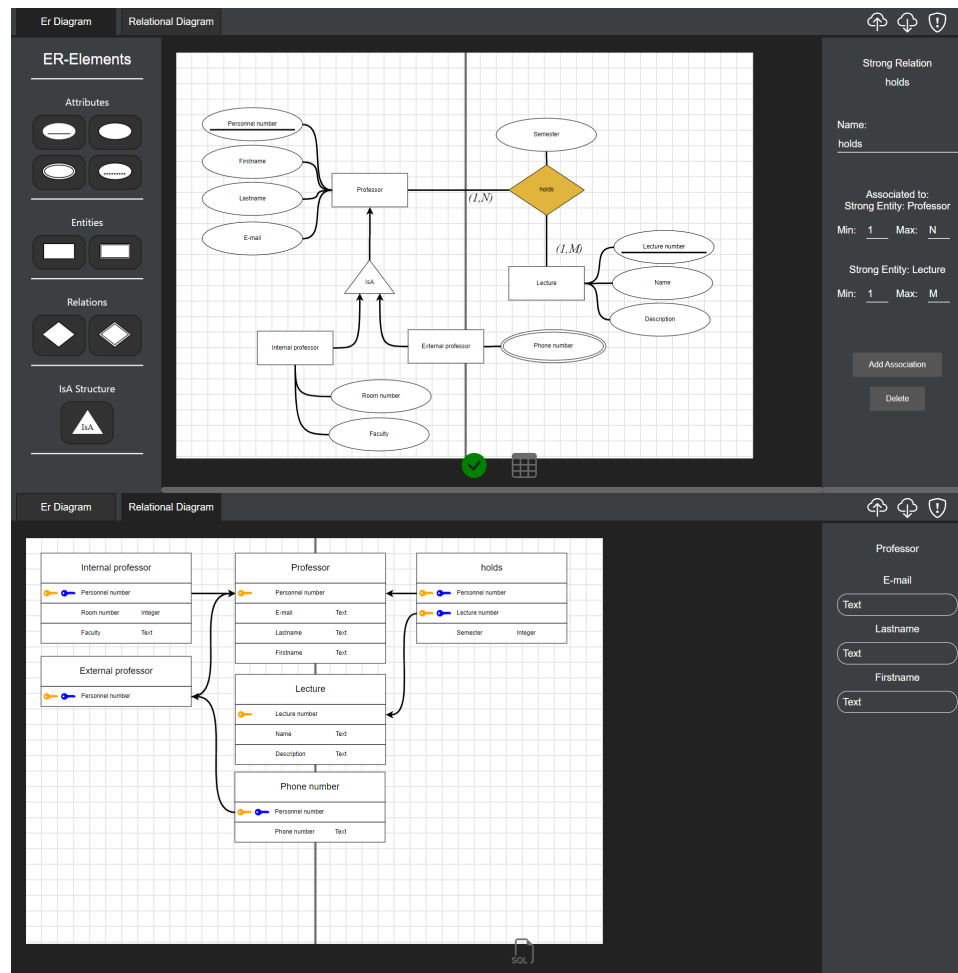 Er Diagram Relational Diagram
ER-Elements
Attributes
Entities
Relations
IsA Structure
IsA
Personnel number
Firstname
Lastname
E-mail
Professor
Semester
holds
(1,N)
(1,M)
Lecture
Lecture number
Name
Description
IsA
Internal professor
External professor
Phone number
Room number
Faculty
Strong Relation
holds
Name:
holds
Associated to:
Strong Entity: Professor
Min: 1 Max: N
Strong Entity: Lecture
Min: 1 Max: M
Add Association
Delete
Er Diagram Relational Diagram
Internal professor
Personnel number
Room number Integer
Faculty Text
External professor
Personnel number
Professor
Personnel number
E-mail Text
Lastname Text
Firstname Text
Lecture
Lecture number
Name Text
Description Text
Phone number
Personnel number
Phone number Text
holds
Personnel number
Lecture number
Semester Integer
SQL
Professor
E-mail
Text
Lastname
Text
Firstname
Text